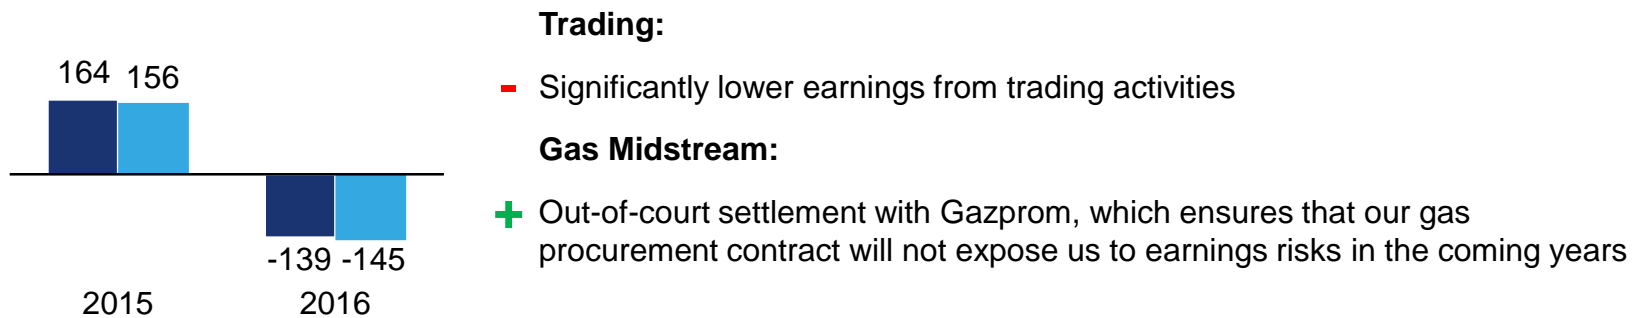 164 156
-139 -145
2015 2016
Trading:
- Significantly lower earnings from trading activities
Gas Midstream:
+ Out-of-court settlement with Gazprom, which ensures that our gas
procurement contract will not expose us to earnings risks in the coming years